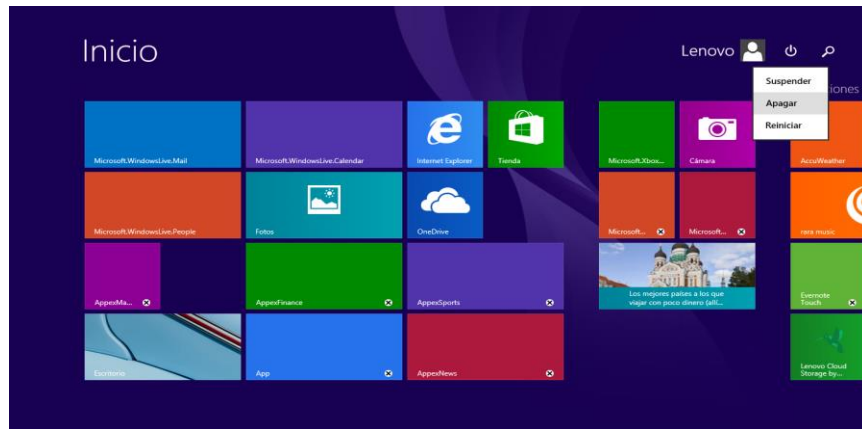 Inicio
Lenovo
Suspender
Apagar
Reiniciar
ciones
Microsoft.WindowsLive.Mail
Microsoft.WindowsLive.Calendar
Internet Explorer
Tienda
Microsoft.Xbox...
Cámara
AccuWeather
Microsoft.WindowsLive.People
Fotos
OneDrive
Microsoft...
Microsoft...
rara music
AppexMa...
AppexFinance
AppexSports
Los mejores países a los que
viajar con poco dinero (allí...
Evernote
Touch
Escritorio
App
AppexNews
Lenovo Cloud
Storage by...